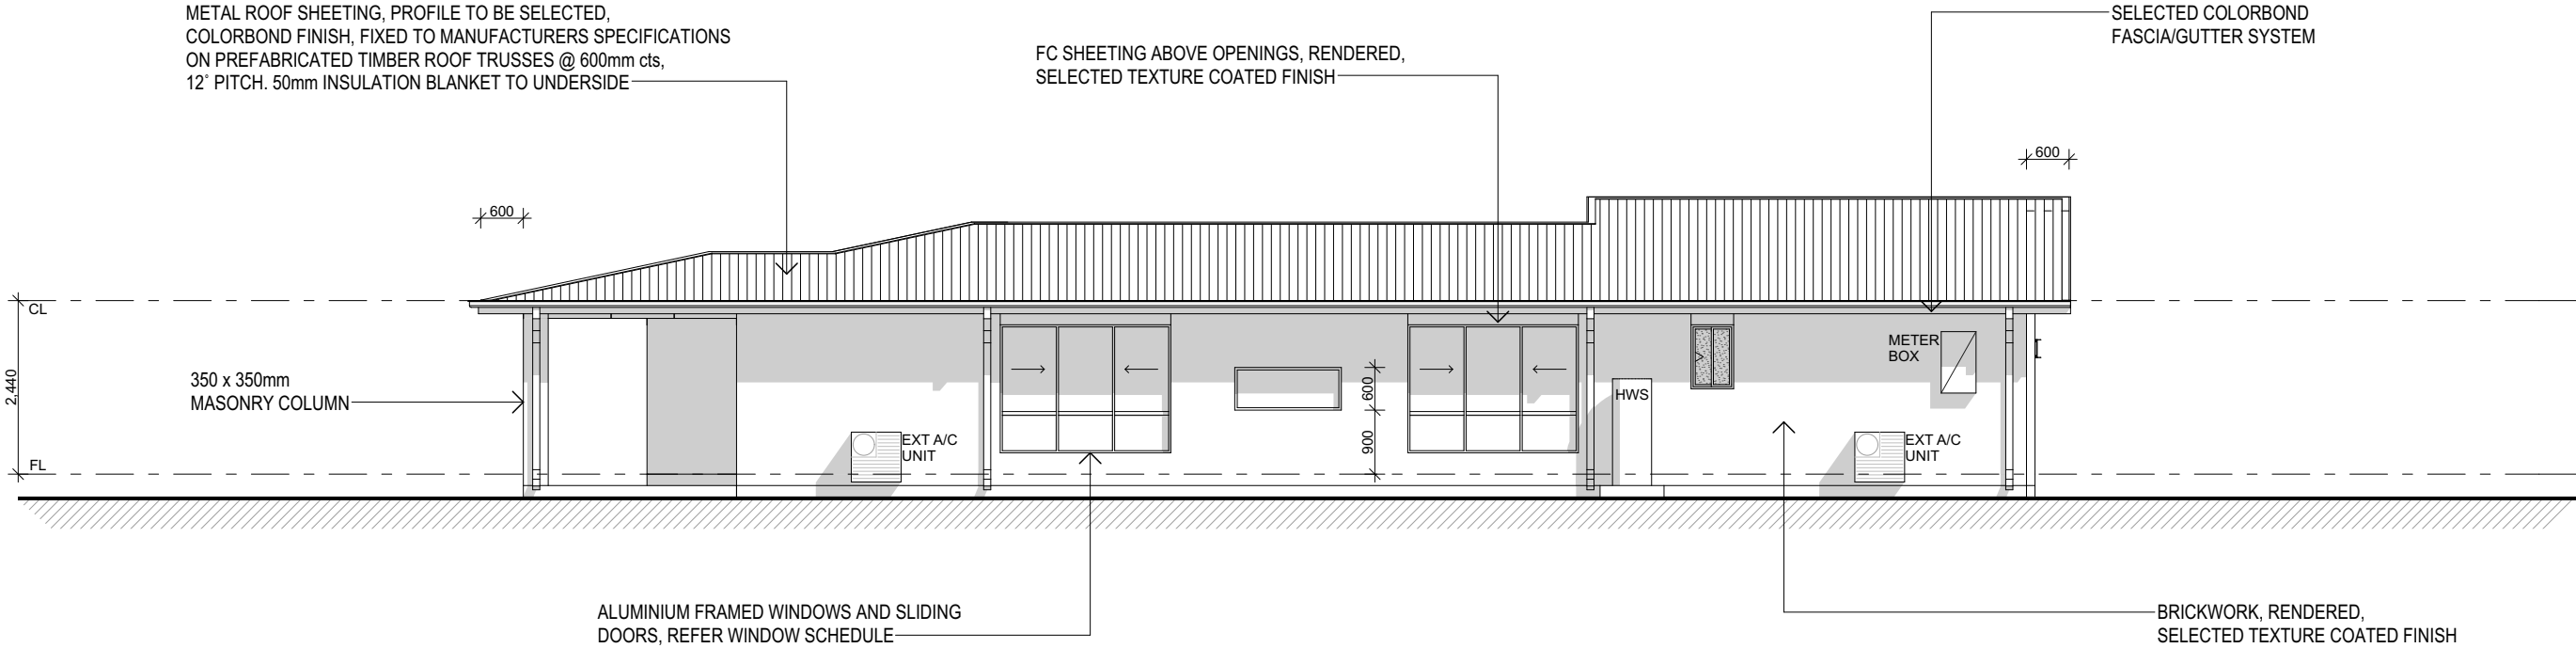 METAL ROOF SHEETING, PROFILE TO BE SELECTED,
COLORBOND FINISH, FIXED TO MANUFACTURERS SPECIFICATIONS
ON PREFABRICATED TIMBER ROOF TRUSSES @ 600mm cts,
12° PITCH. 50mm INSULATION BLANKET TO UNDERSIDE
FC SHEETING ABOVE OPENINGS, RENDERED,
SELECTED TEXTURE COATED FINISH
SELECTED COLORBOND
FASCIA/GUTTER SYSTEM
600
600
CL
2,440
FL
350 x 350mm
MASONRY COLUMN
EXT A/C
UNIT
600
900
HWS
METER
BOX
EXT A/C
UNIT
ALUMINIUM FRAMED WINDOWS AND SLIDING
DOORS, REFER WINDOW SCHEDULE
BRICKWORK, RENDERED,
SELECTED TEXTURE COATED FINISH